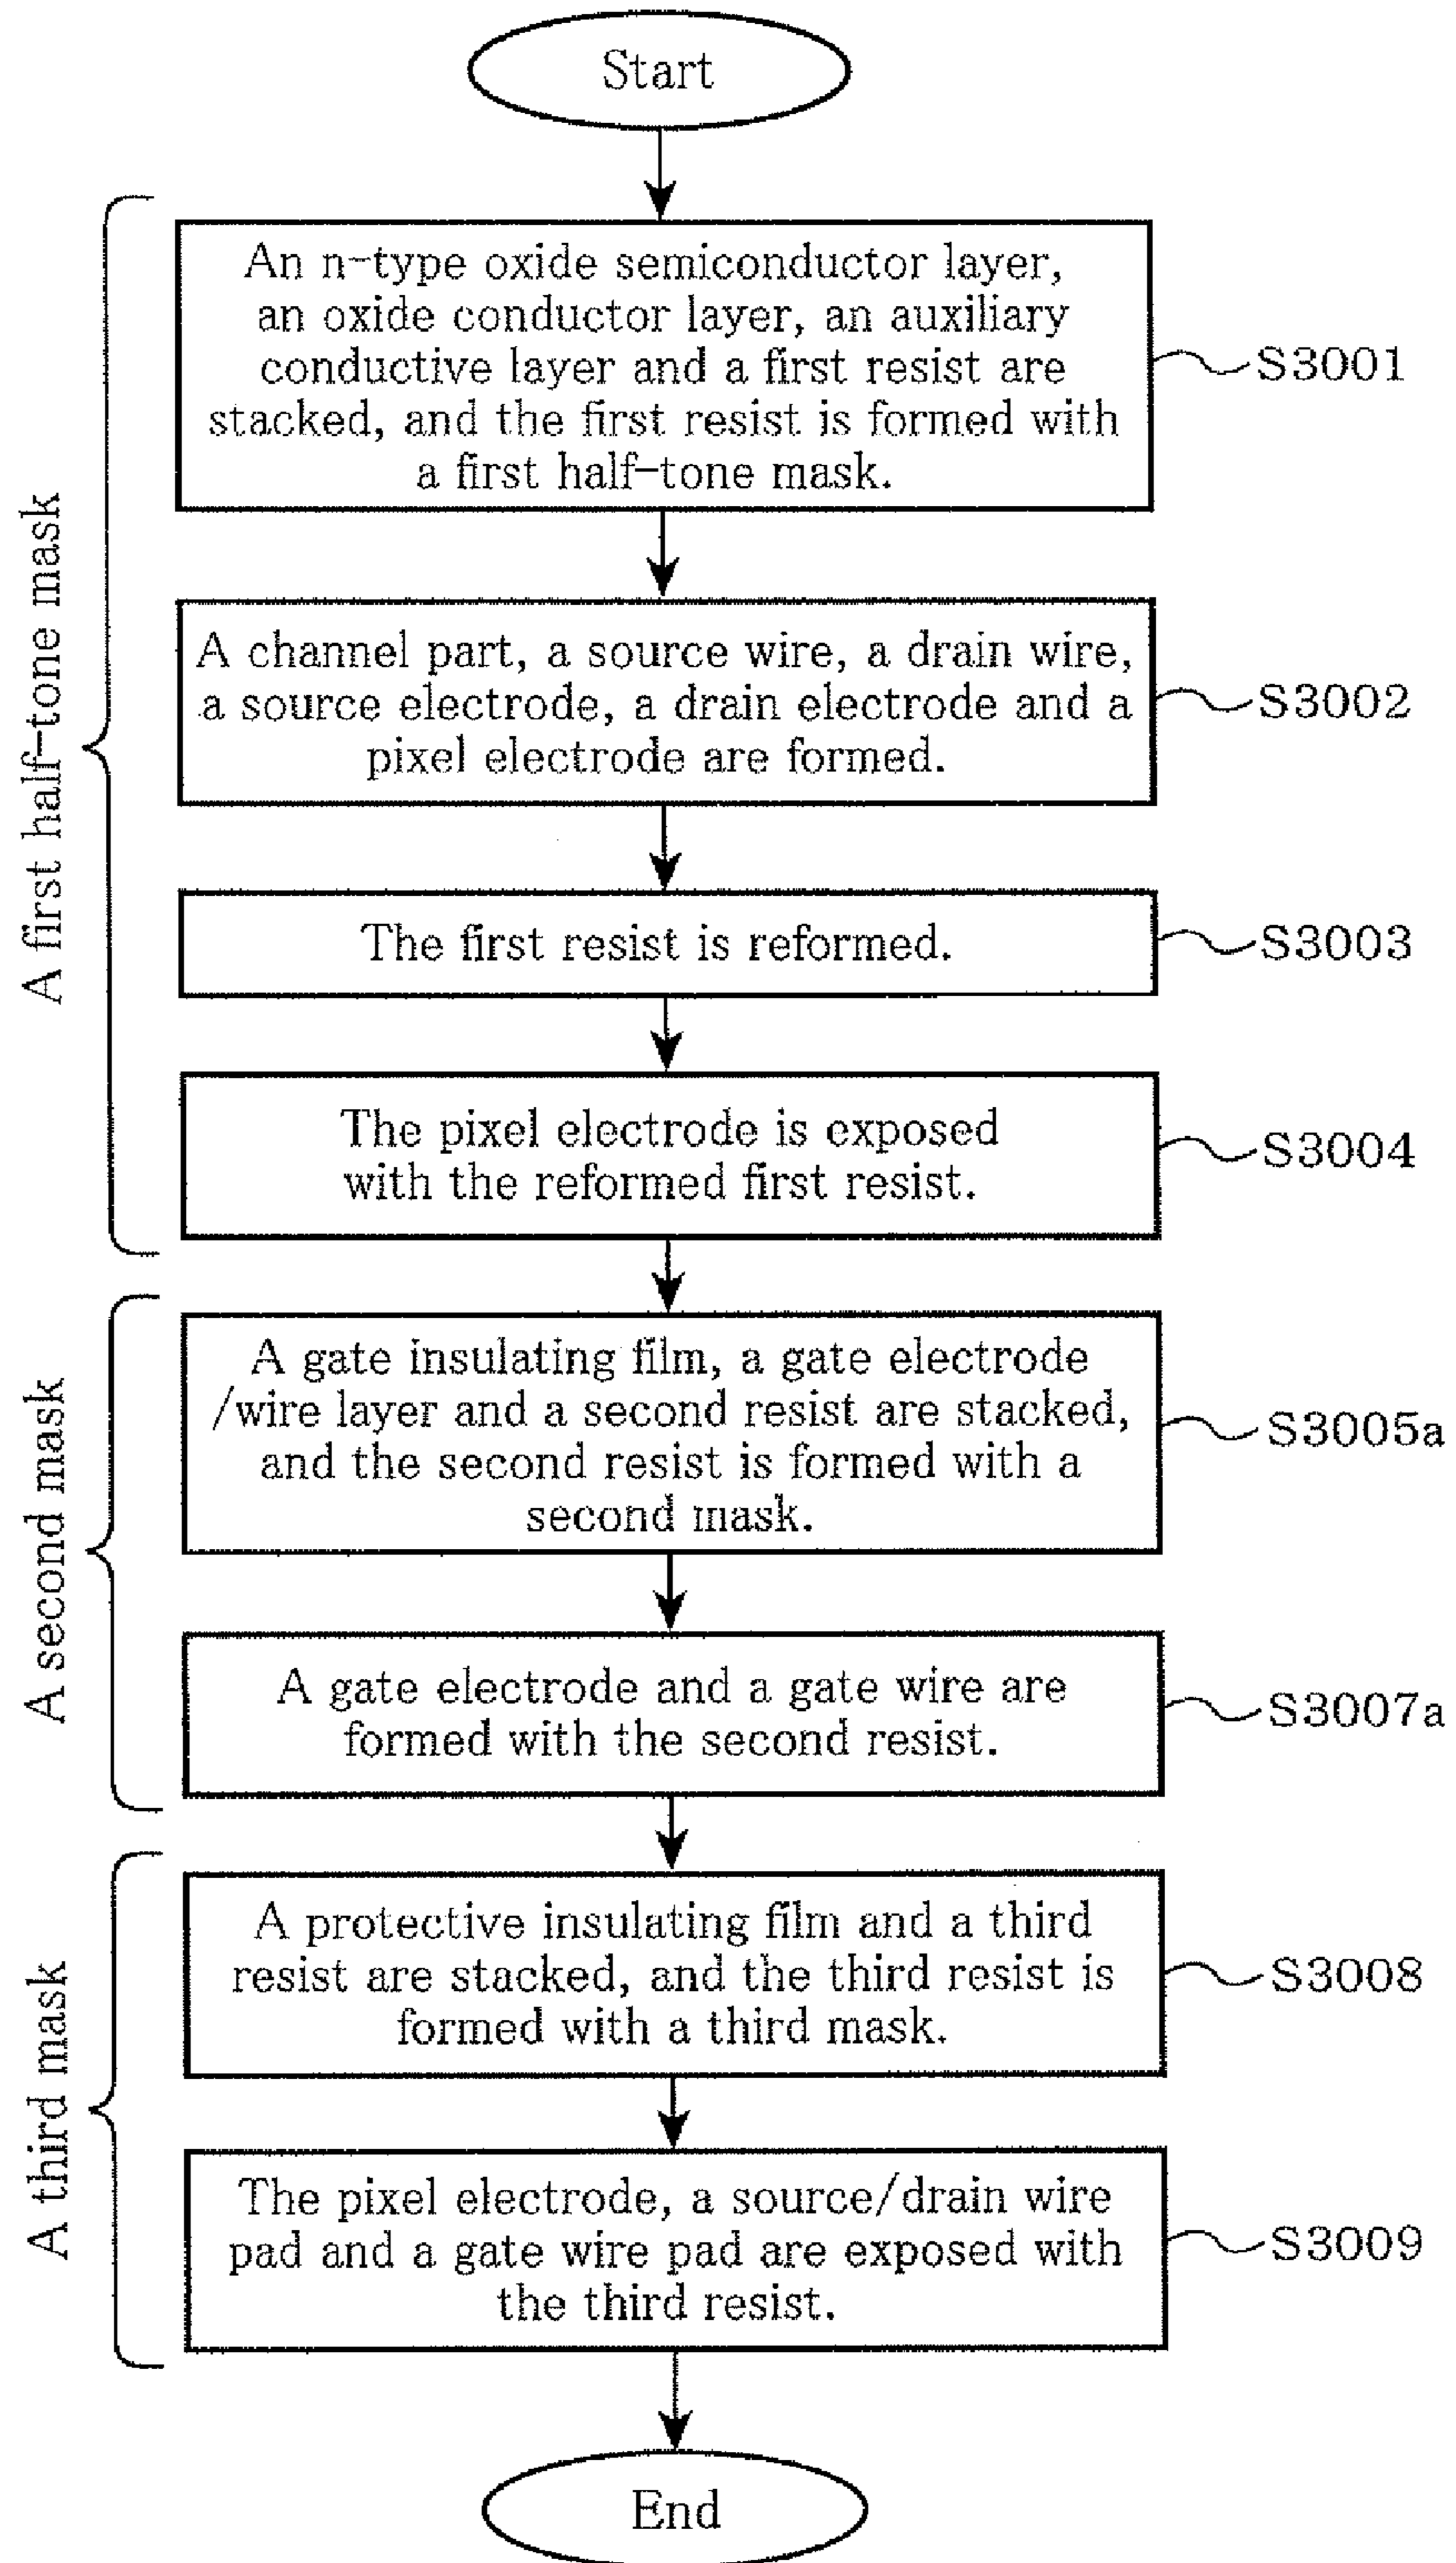 Start
A first half-tone mask
An n-type oxide semiconductor layer,
an oxide conductor layer, an auxiliary
conductive layer and a first resist are
stacked, and the first resist is formed with
a first half-tone mask.
S3001
A channel part, a source wire, a drain wire,
a source electrode, a drain electrode and a
pixel electrode are formed.
S3002
The first resist is reformed.
S3003
The pixel electrode is exposed
with the reformed first resist.
S3004
A second mask
A gate insulating film, a gate electrode
/wire layer and a second resist are stacked,
and the second resist is formed with a
second mask.
S3005a
A gate electrode and a gate wire are
formed with the second resist.
S3007a
A third mask
A protective insulating film and a third
resist are stacked, and the third resist is
formed with a third mask.
S3008
The pixel electrode, a source/drain wire
pad and a gate wire pad are exposed with
the third resist.
S3009
End